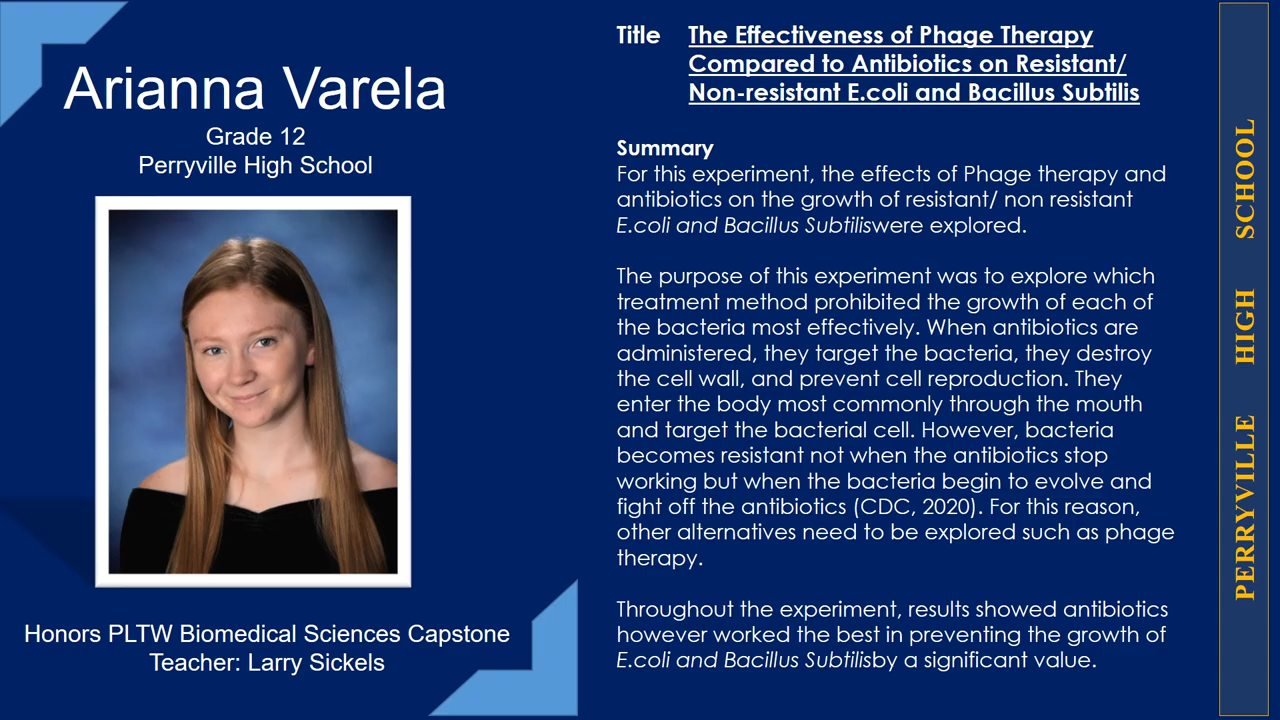 Arianna Varela
Grade 12
Perryville High School
Honors PLTW Biomedical Sciences Capstone
Teacher: Larry Sickels
Title The Effectiveness of Phage Therapy
Compared to Antibiotics on Resistant/
Non-resistant E.coli and Bacillus Subtilis
Summary
For this experiment, the effects of Phage therapy and
antibiotics on the growth of resistant/ non resistant
E.coli and Bacillus Subtiliswere explored.
The purpose of this experiment was to explore which
treatment method prohibited the growth of each of
the bacteria most effectively. When antibiotics are
administered, they target the bacteria, they destroy
the cell wall, and prevent cell reproduction. They
enter the body most commonly through the mouth
and target the bacterial cell. However, bacteria
becomes resistant not when the antibiotics stop
working but when the bacteria begin to evolve and
fight off the antibiotics (CDC, 2020). For this reason,
other alternatives need to be explored such as phage
therapy.
Throughout the experiment, results showed antibiotics
however worked the best in preventing the growth of
E.coli and Bacillus Subtilisby a significant value.
PERRYVILLE HIGH SCHOOL